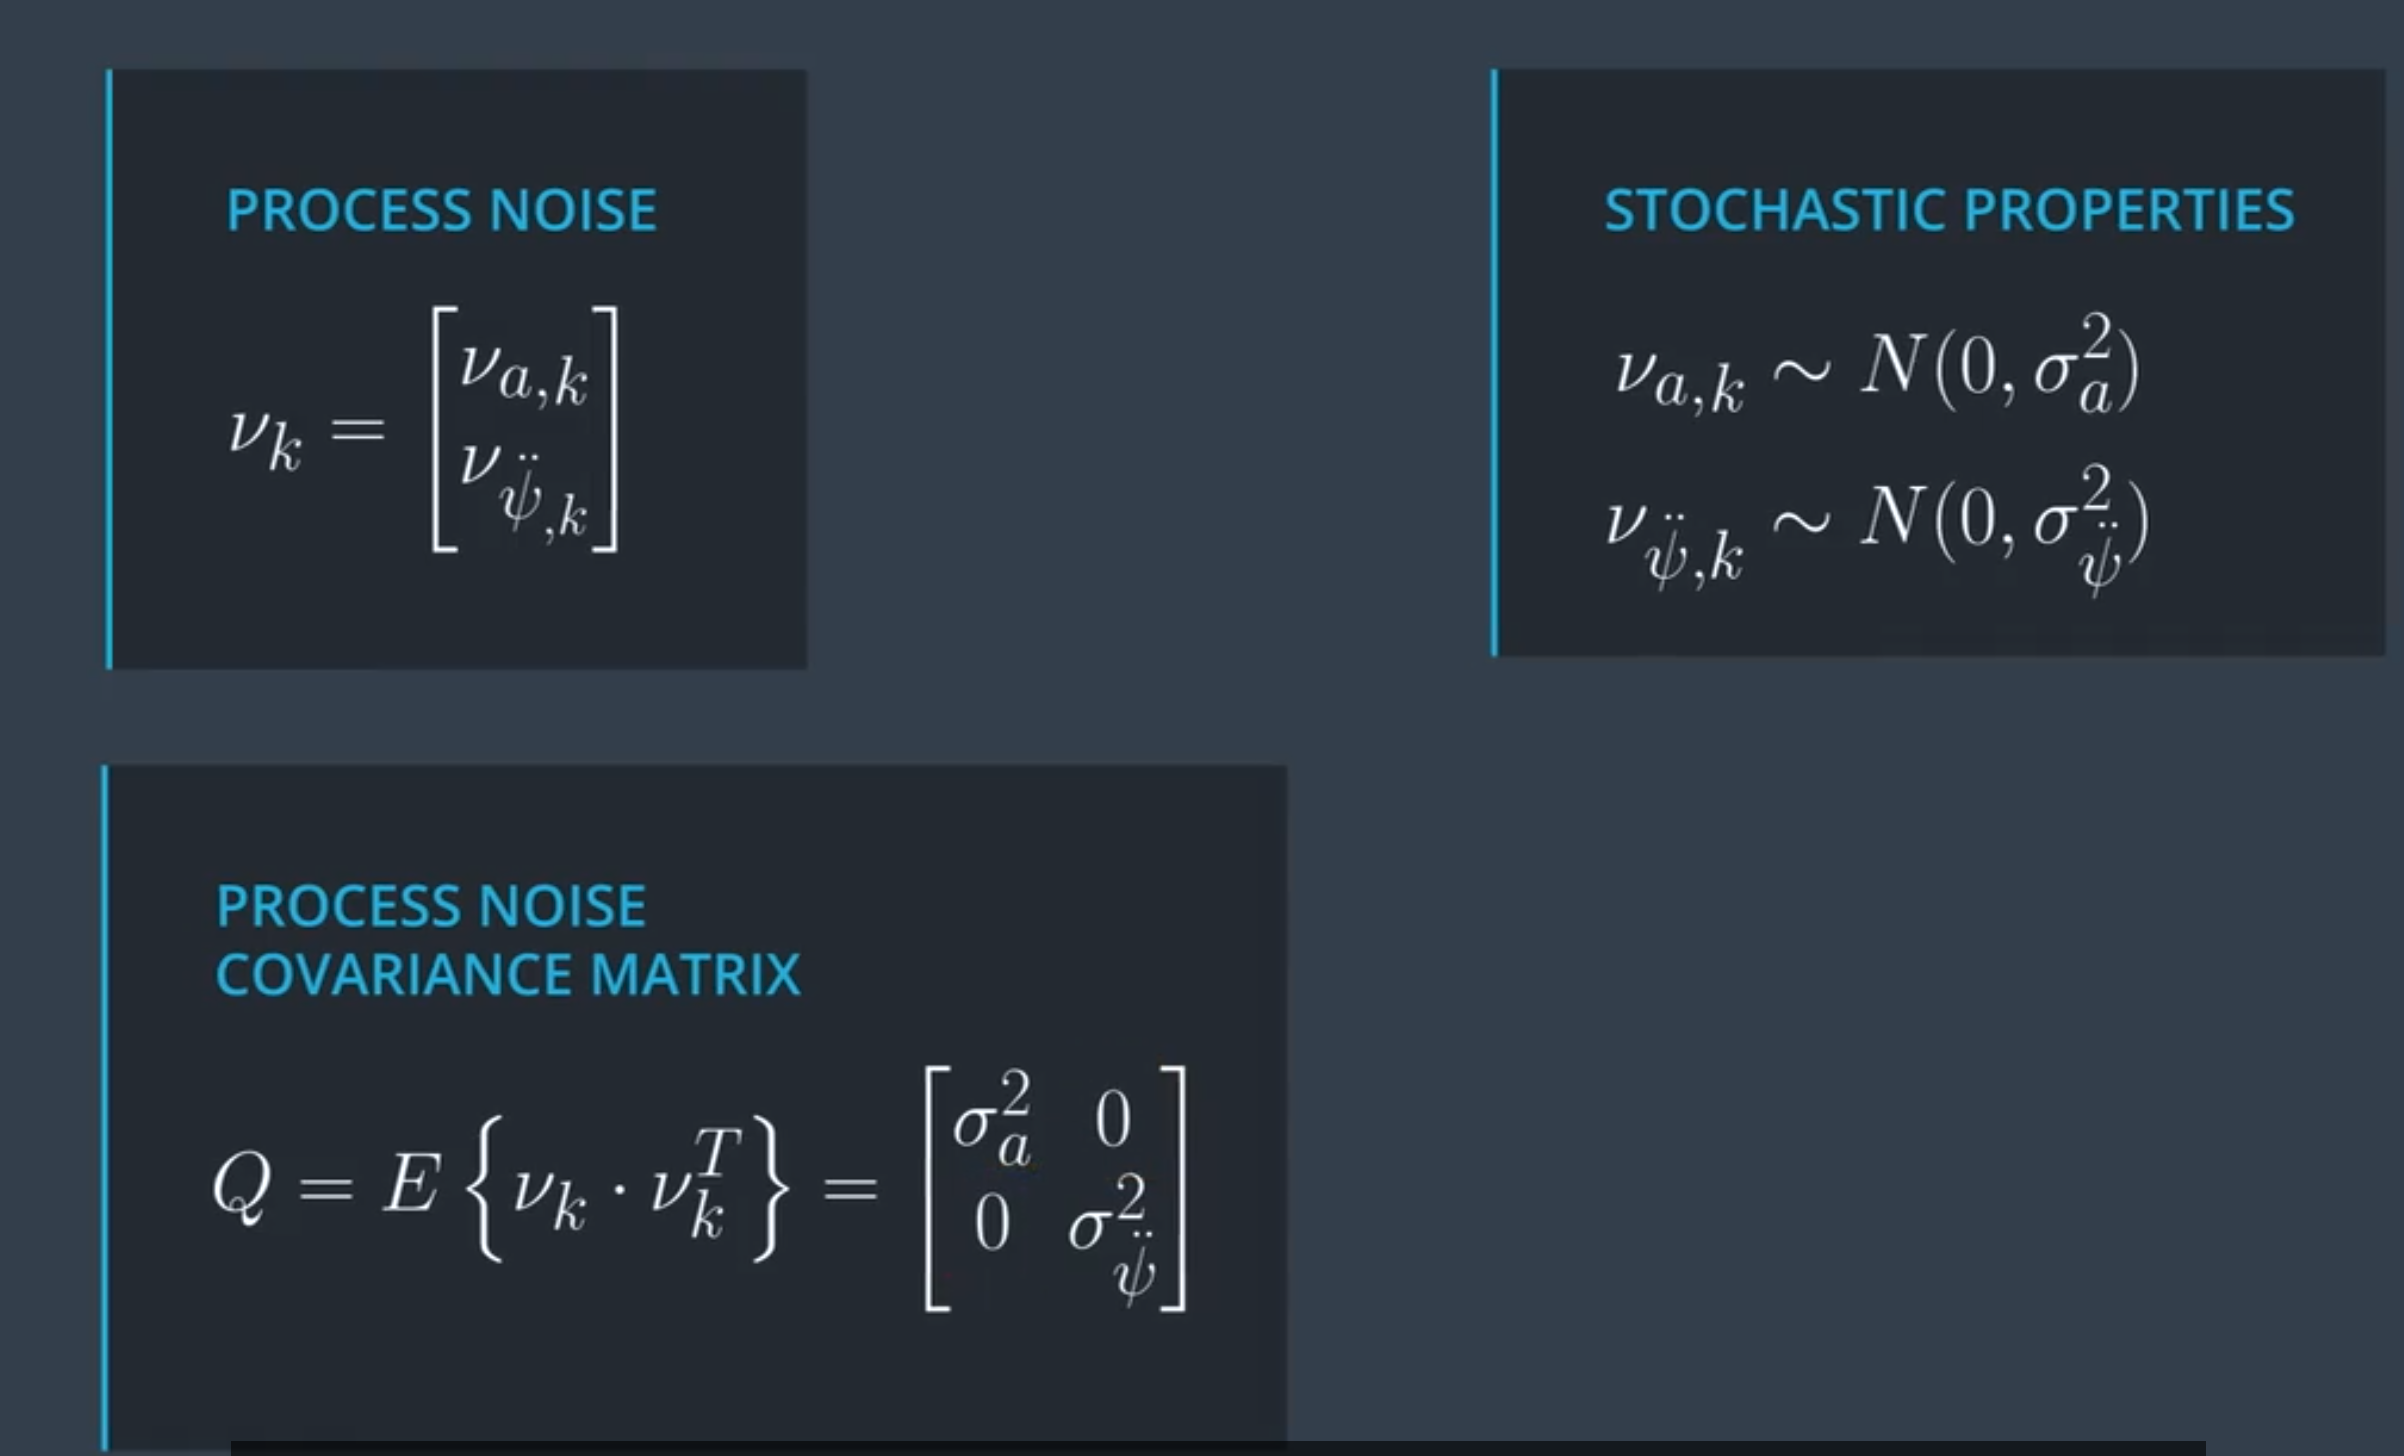 PROCESS NOISE
$\nu_k = \begin{bmatrix} \nu_{a,k} \\ \nu_{\ddot{\psi},k} \end{bmatrix}$
STOCHASTIC PROPERTIES
$\nu_{a,k} \sim N(0, \sigma_a^2)$
$\nu_{\ddot{\psi},k} \sim N(0, \sigma_{\ddot{\psi}}^2)$
PROCESS NOISE
COVARIANCE MATRIX
$Q = E\left\{ \nu_k \cdot \nu_k^T \right\} = \begin{bmatrix} \sigma_a^2 & 0 \\ 0 & \sigma_{\ddot{\psi}}^2 \end{bmatrix}$